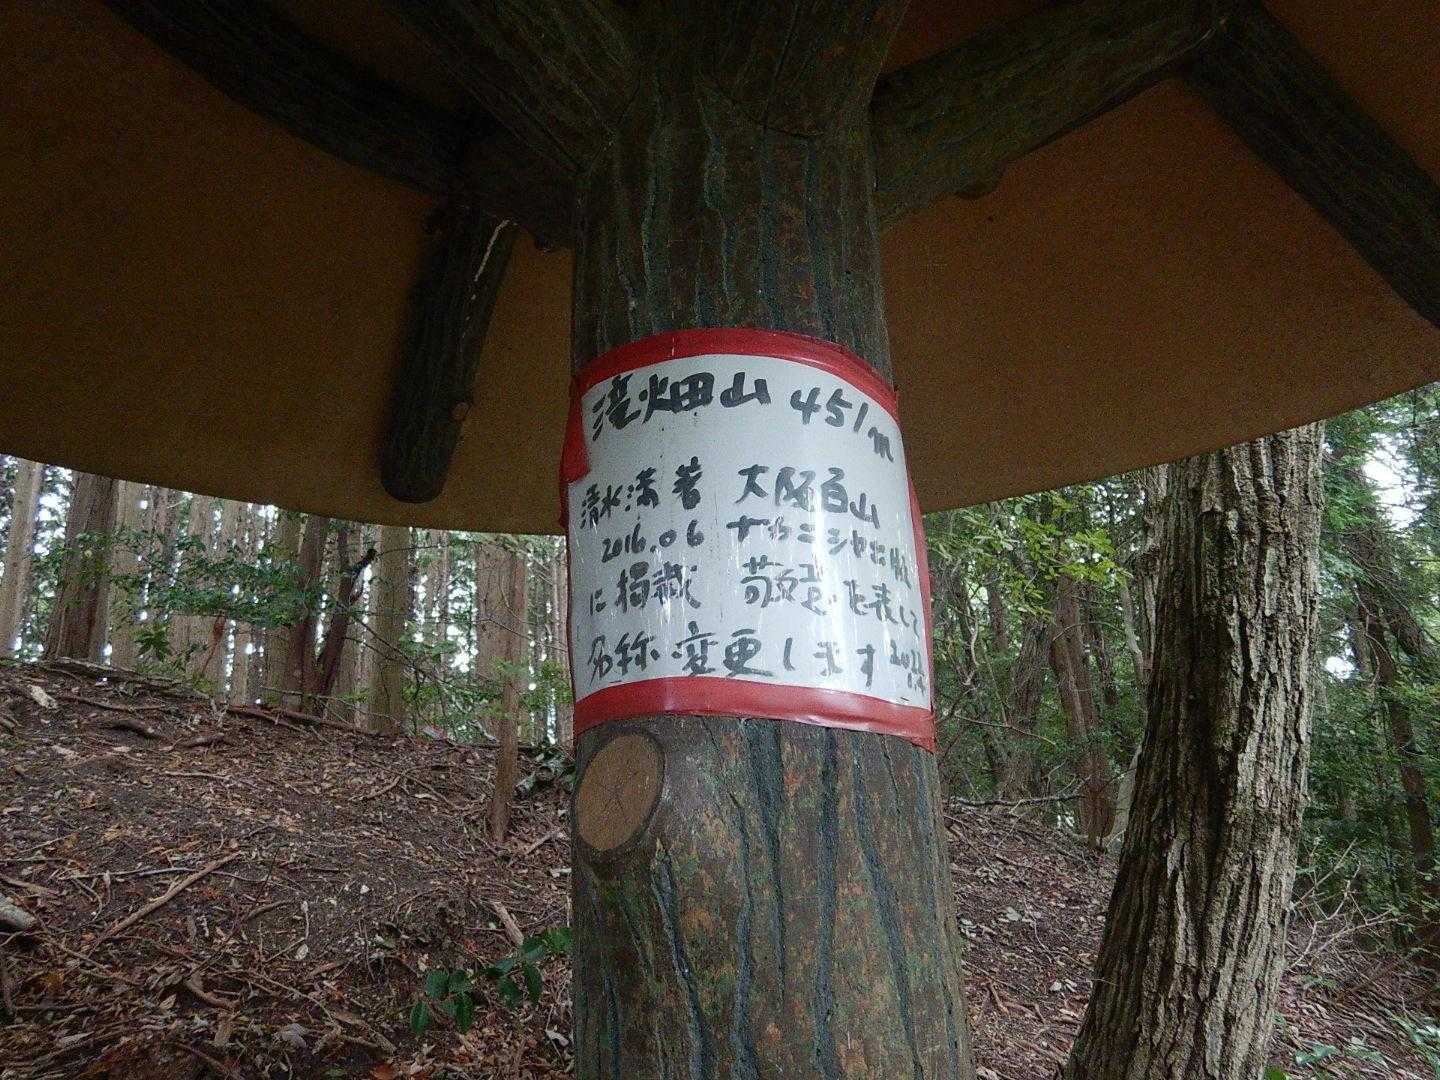 滝畑山 451m
清水満著 大阪百山
2016.06 ナカニシヤ出版
に掲載 敬意を表して
名称変更します